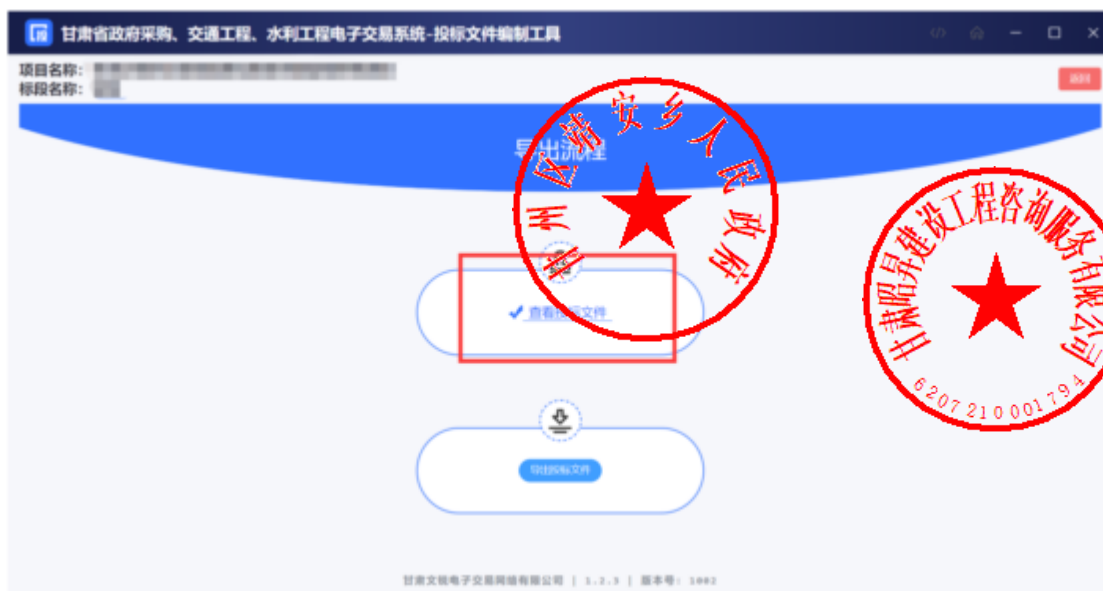 甘肃省政府采购、交通工程、水利工程电子交易系统-投标文件编制工具
项目名称：
标段名称：
返回
导出流程
州区靖安乡人民政府
查看投标文件
甘肃昭昇建设工程咨询服务有限公司
6207210001794
导出投标文件
甘肃文锐电子交易网络有限公司 | 1.2.3 | 版本号: 1002